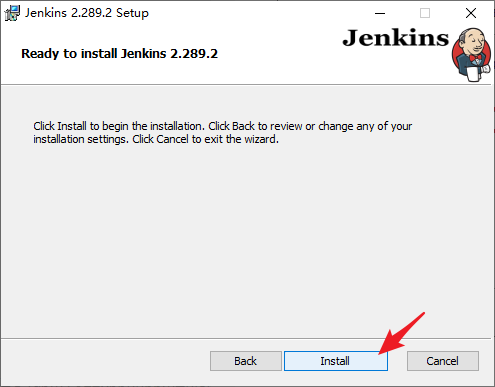 Jenkins 2.289.2 Setup
Jenkins
Ready to install Jenkins 2.289.2
Click Install to begin the installation. Click Back to review or change any of your
installation settings. Click Cancel to exit the wizard.
Back Install Cancel